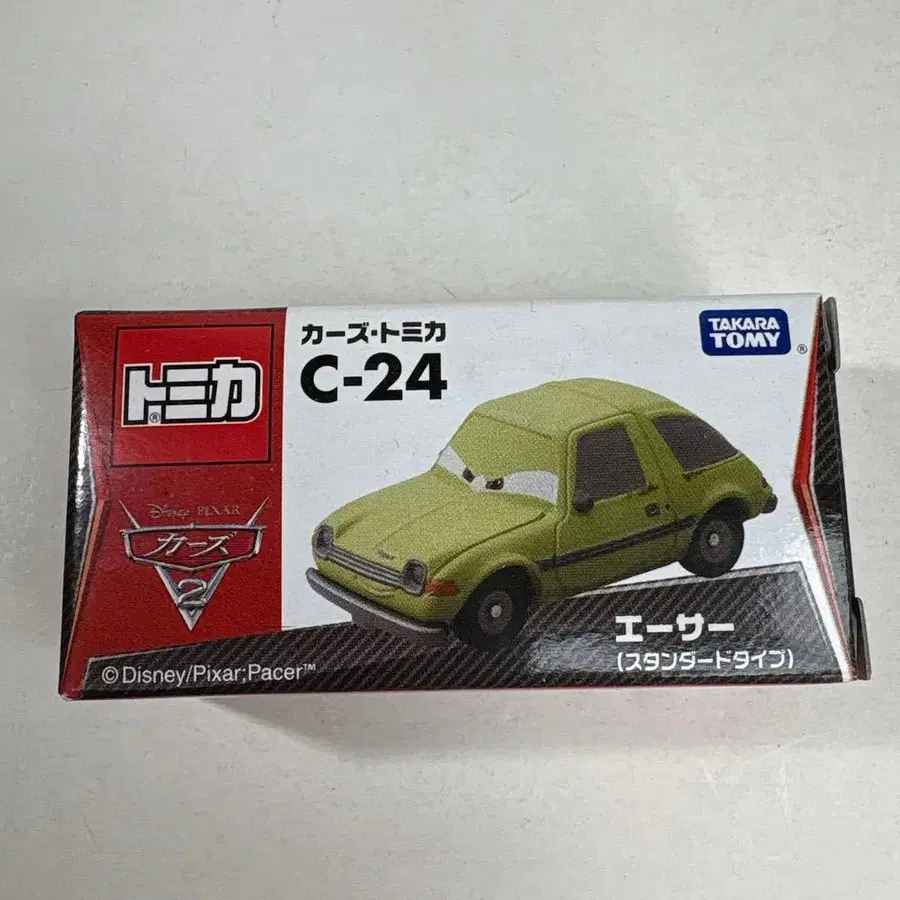 トミカ®
カーズ・トミカ
C-24
TAKARA
TOMY®
Disney PIXAR
カーズ
2
エーサー
(スタンダードタイプ)
©Disney/Pixar;Pacer™